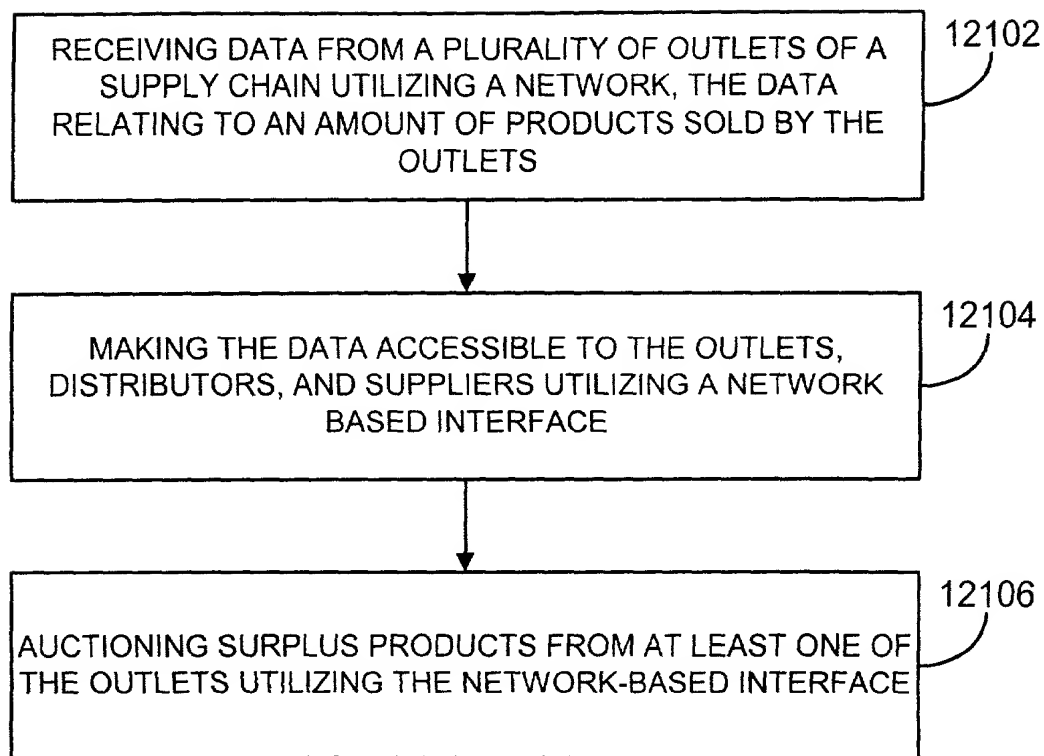 RECEIVING DATA FROM A PLURALITY OF OUTLETS OF A
SUPPLY CHAIN UTILIZING A NETWORK, THE DATA
RELATING TO AN AMOUNT OF PRODUCTS SOLD BY THE
OUTLETS
12102
MAKING THE DATA ACCESSIBLE TO THE OUTLETS,
DISTRIBUTORS, AND SUPPLIERS UTILIZING A NETWORK
BASED INTERFACE
12104
AUCTIONING SURPLUS PRODUCTS FROM AT LEAST ONE OF
THE OUTLETS UTILIZING THE NETWORK-BASED INTERFACE
12106